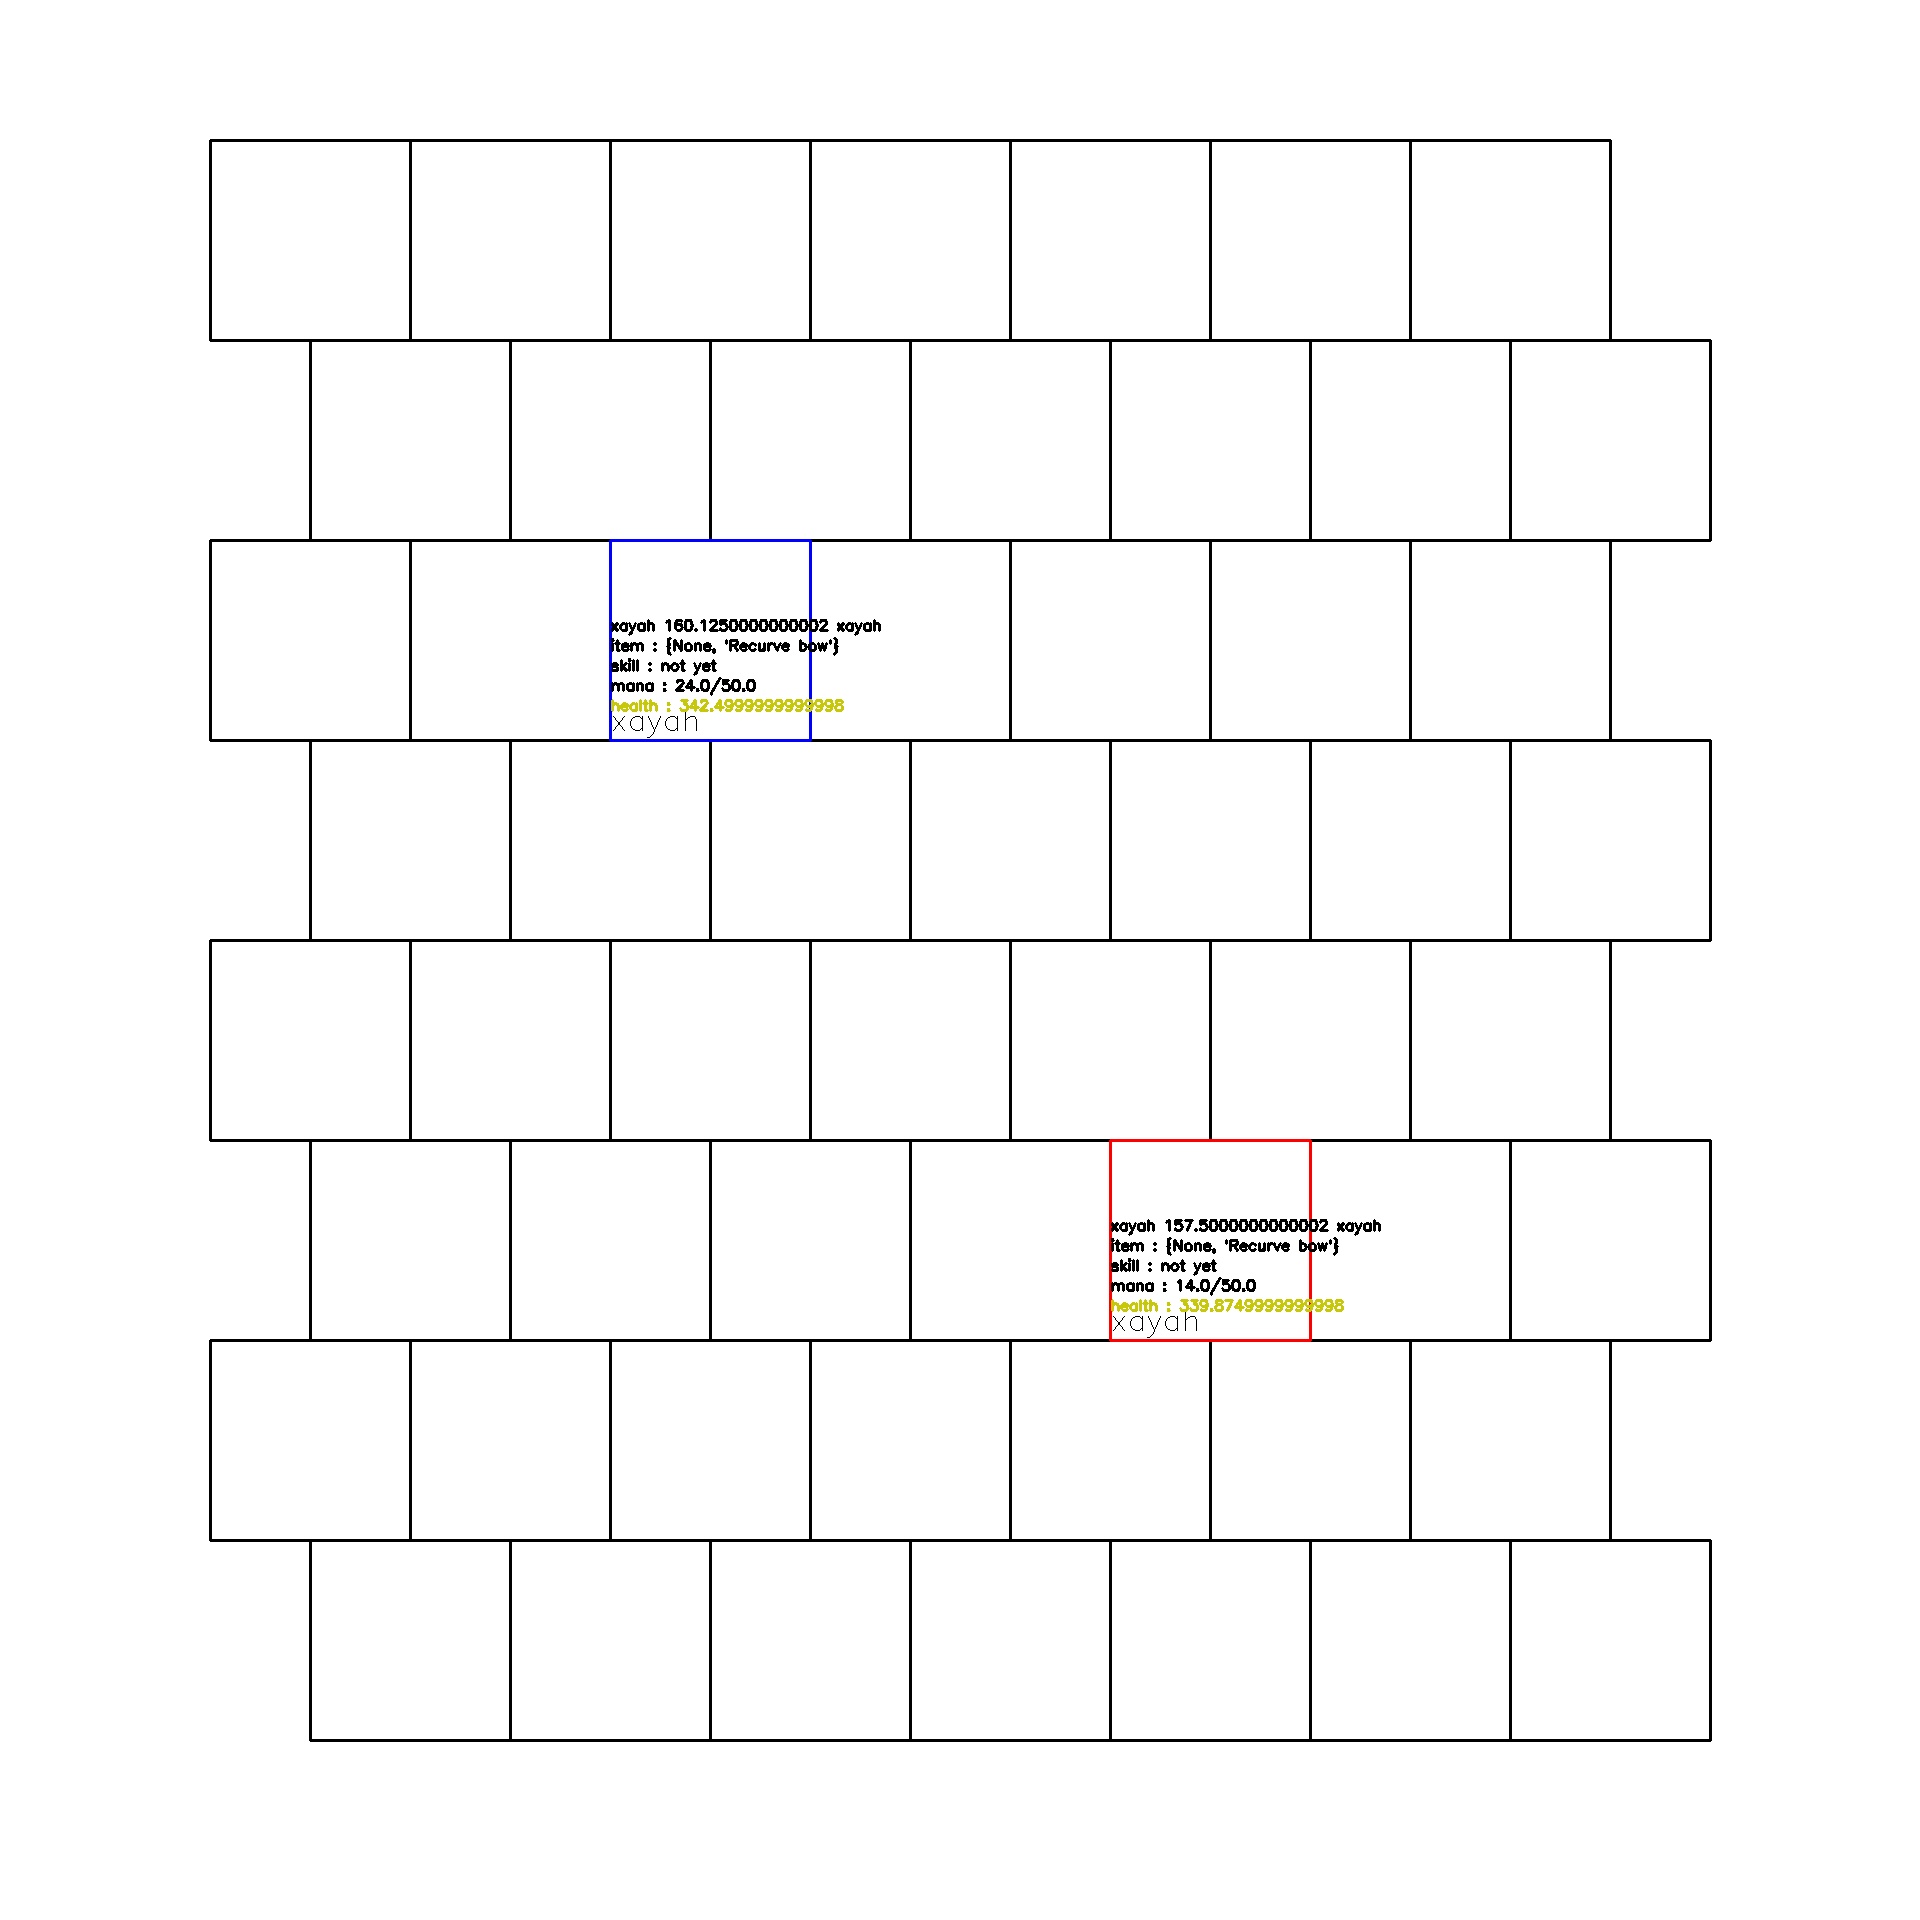 xayah 160.1250000000002 xayah
item : {None, 'Recurve bow'}
skill : not yet
mana : 24.0/50.0
health : 342.4999999999998
xayah
xayah 157.5000000000002 xayah
item : {None, 'Recurve bow'}
skill : not yet
mana : 14.0/50.0
health : 339.8749999999998
xayah